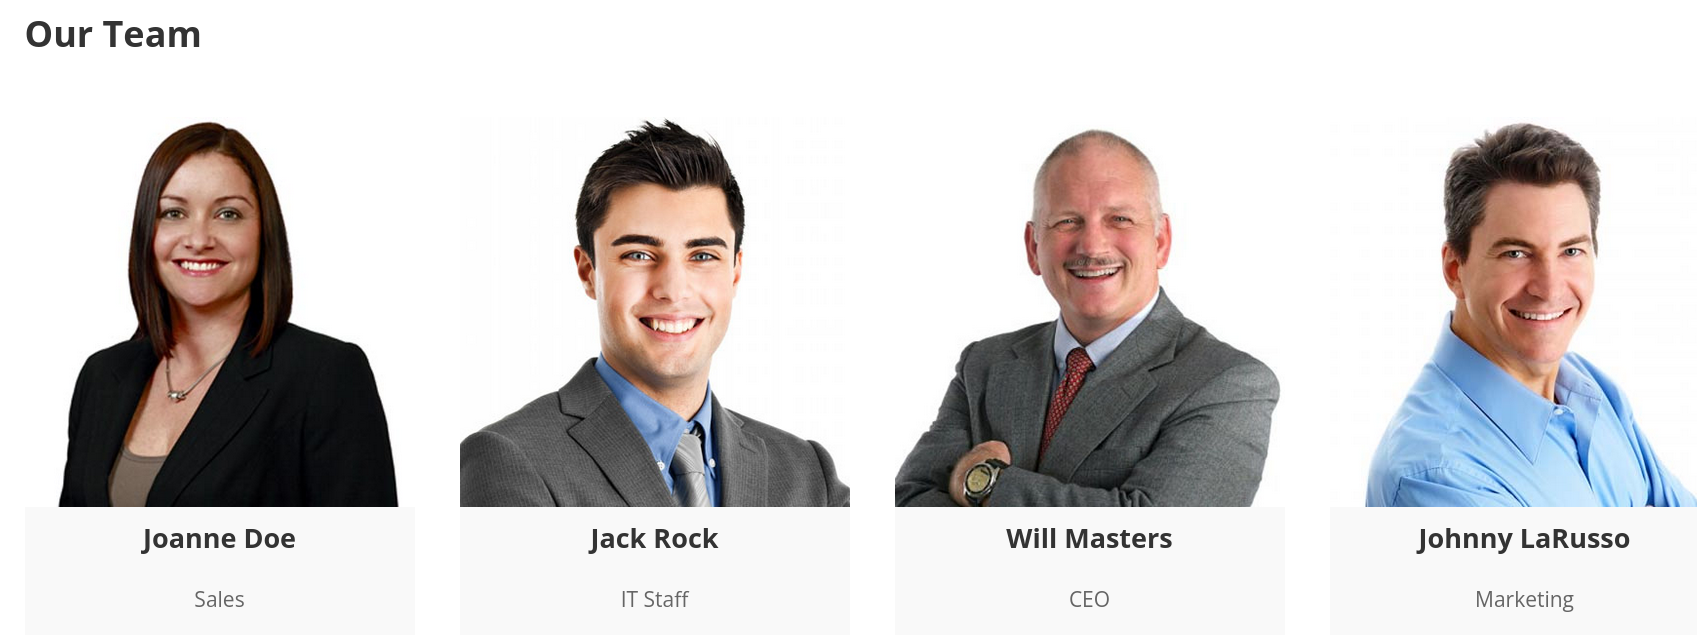 Our Team
Joanne Doe
Sales
Jack Rock
IT Staff
Will Masters
CEO
Johnny LaRusso
Marketing